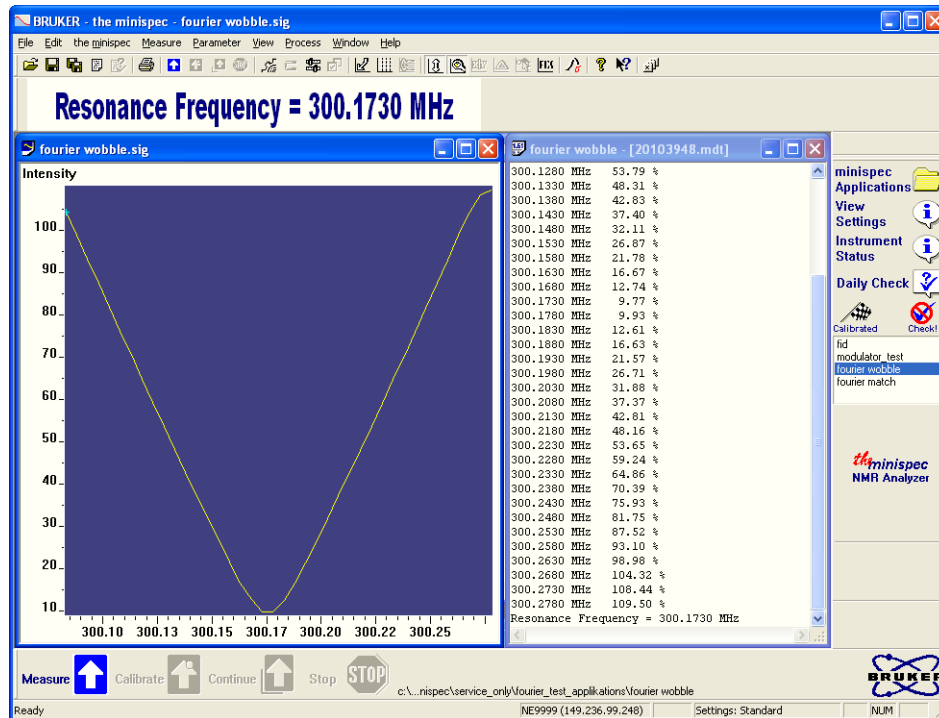 BRUKER - the minispec - fourier wobble.sig
File Edit the minispec Measure Parameter View Process Window Help
Resonance Frequency = 300.1730 MHz
fourier wobble.sig
Intensity
100
90
80
70
60
50
40
30
20
10
300.10 300.13 300.15 300.17 300.20 300.22 300.25
fourier wobble - [20103948.mdt]
300.1280 MHz 53.79 %
300.1330 MHz 48.31 %
300.1380 MHz 42.83 %
300.1430 MHz 37.40 %
300.1480 MHz 32.11 %
300.1530 MHz 26.87 %
300.1580 MHz 21.78 %
300.1630 MHz 16.67 %
300.1680 MHz 12.74 %
300.1730 MHz 9.77 %
300.1780 MHz 9.93 %
300.1830 MHz 12.61 %
300.1880 MHz 16.63 %
300.1930 MHz 21.57 %
300.1980 MHz 26.71 %
300.2030 MHz 31.88 %
300.2080 MHz 37.37 %
300.2130 MHz 42.81 %
300.2180 MHz 48.16 %
300.2230 MHz 53.65 %
300.2280 MHz 59.24 %
300.2330 MHz 64.86 %
300.2380 MHz 70.39 %
300.2430 MHz 75.93 %
300.2480 MHz 81.75 %
300.2530 MHz 87.52 %
300.2580 MHz 93.10 %
300.2630 MHz 98.98 %
300.2680 MHz 104.32 %
300.2730 MHz 108.44 %
300.2780 MHz 109.50 %
Resonance Frequency = 300.1730 MHz
minispec
Applications
View
Settings
Instrument
Status
Daily Check
Calibrated Check!
fid
modulator_test
fourier wobble
fourier match
the minispec
NMR Analyzer
Measure Calibrate Continue Stop STOP
c:\...nispec\service_only\fourier_test_applikations\fourier wobble
BRUKER
Ready NE9999 (149.236.99.248) Settings: Standard NUM